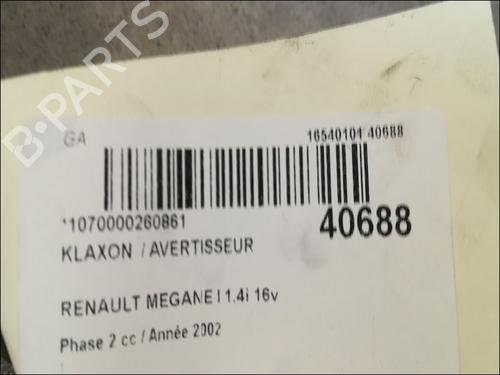 B-PARTS
GA
16540101 40688
*1070000260861
40688
KLAXON / AVERTISSEUR
RENAULT MEGANE I 1.4i 16v
Phase 2 cc / Année 2002